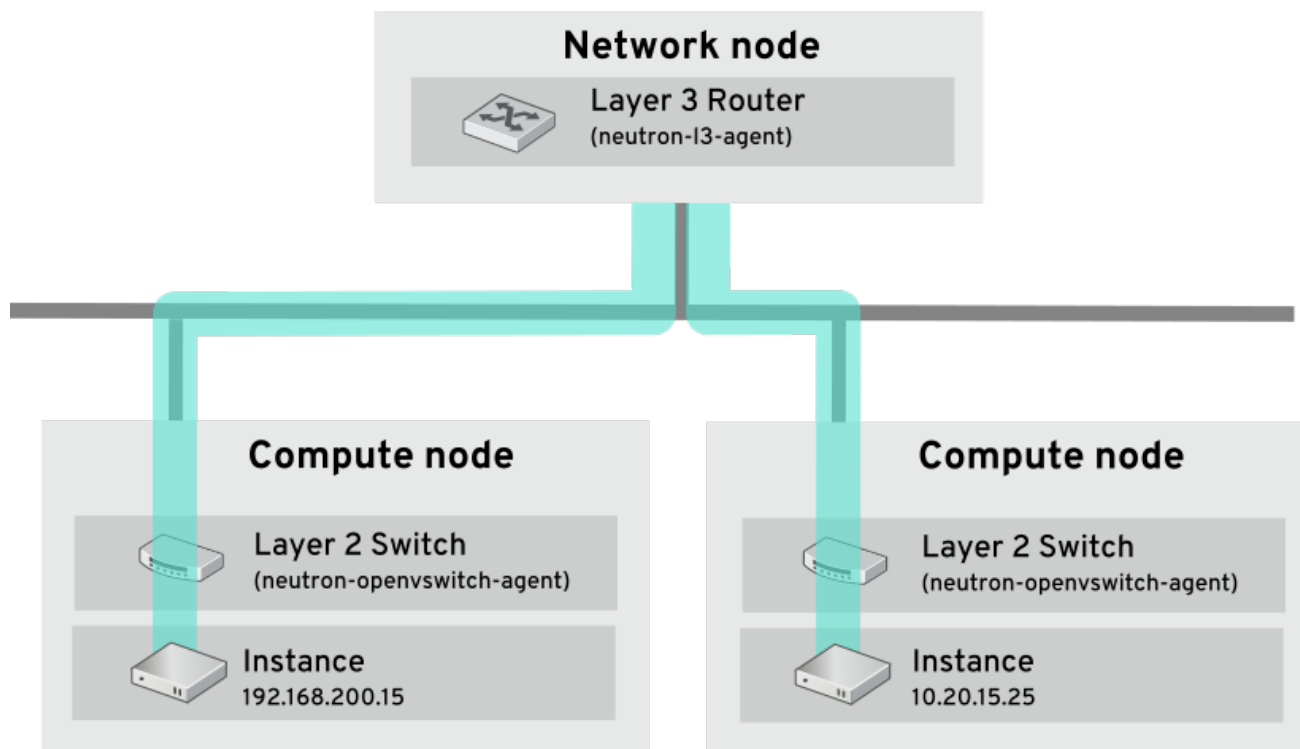 Network node
Layer 3 Router
(neutron-l3-agent)
Compute node
Layer 2 Switch
(neutron-openvswitch-agent)
Instance
192.168.200.15
Compute node
Layer 2 Switch
(neutron-openvswitch-agent)
Instance
10.20.15.25